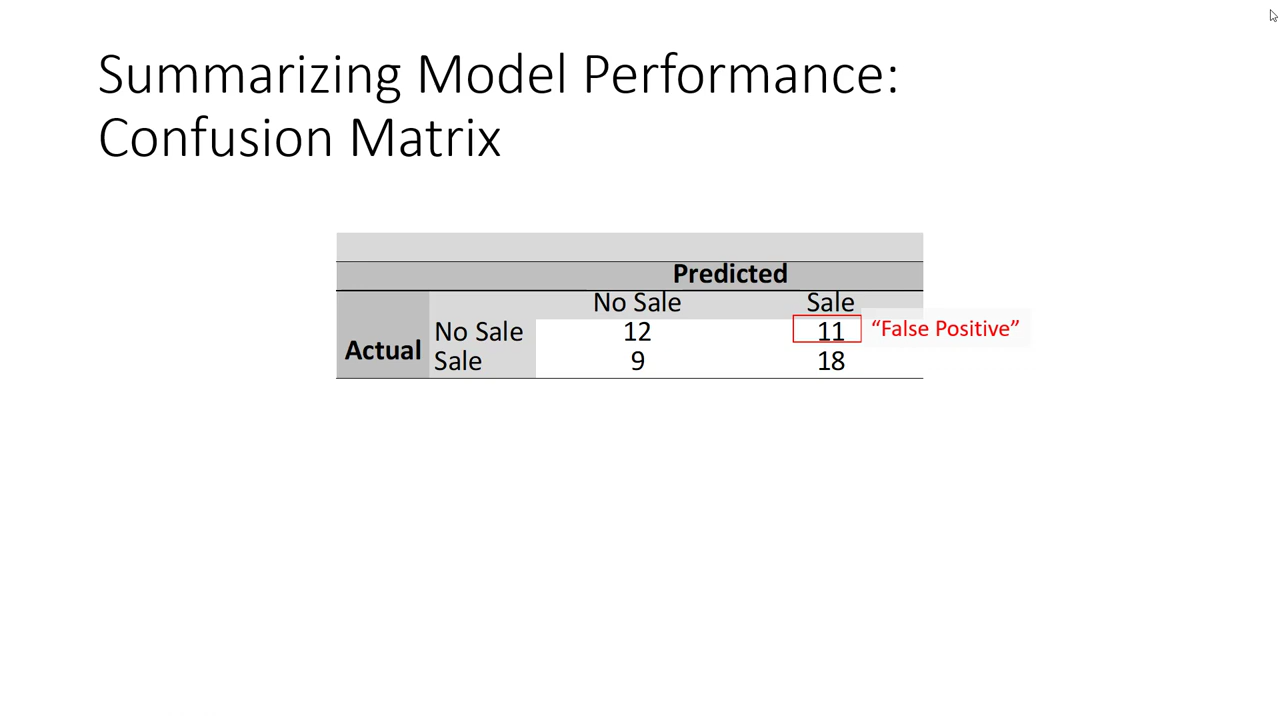 Summarizing Model Performance:
Confusion Matrix
Predicted
No Sale Sale
Actual
No Sale 12 11 “False Positive”
Sale 9 18